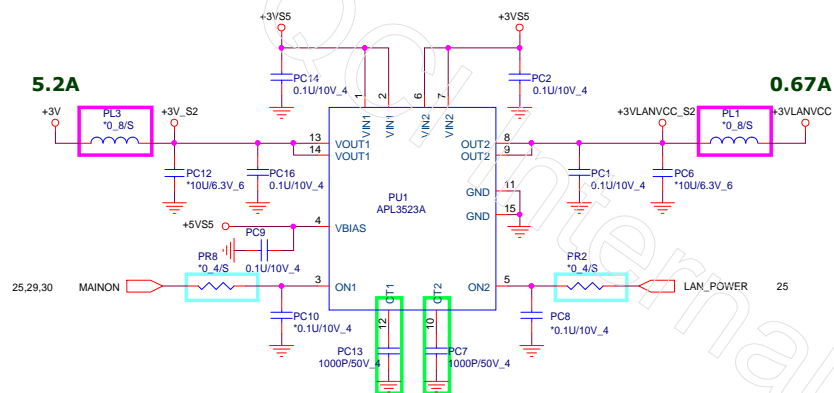 +3VS5
+3VS5
5.2A
0.67A
PC14
0.1U/10V_4
PC2
0.1U/10V_4
1
2
6
7
+3V
PL3
*0_8/S
+3V_S2
+3VLANVCC_S2
PL1
*0_8/S
+3VLANVCC
VIN1
VIN1
VIN2
VIN2
13
VOUT1
14
VOUT1
8
OUT2
9
OUT2
PC12
*10U/6.3V_6
PC16
0.1U/10V_4
PC1
0.1U/10V_4
PC6
*10U/6.3V_6
PU1
APL3523A
11
GND
15
GND
+5VS5
4
VBIAS
PC9
0.1U/10V_4
PR8
*0_4/S
PR2
*0_4/S
25,29,30
MAINON
3
ON1
CT1
CT2
ON2
5
LAN_POWER
25
PC10
*0.1U/10V_4
12
10
PC8
*0.1U/10V_4
PC13
1000P/50V_4
PC7
1000P/50V_4
QCI Internal